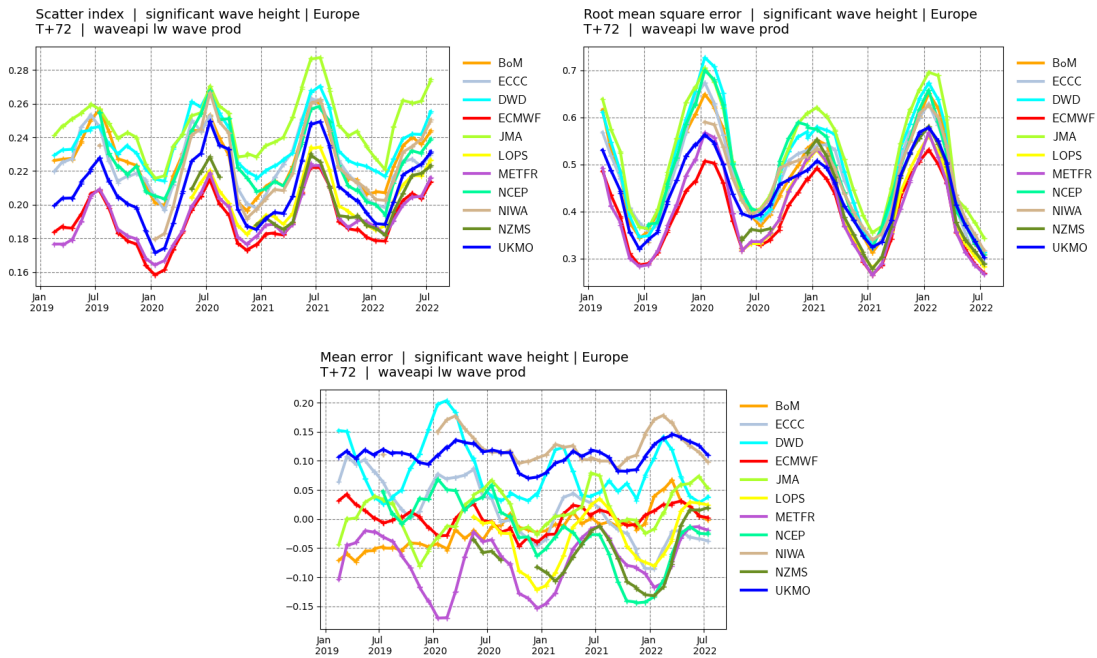 Scatter index | significant wave height | Europe
T+72 | waveapi lw wave prod
0.28
0.26
0.24
0.22
0.20
0.18
0.16
Jan 2019
Jul
Jan 2020
Jul 2020
Jan 2021
Jul 2021
Jan 2022
Jul 2022
BoM
ECCC
DWD
ECMWF
JMA
LOPS
METFR
NCEP
NIWA
NZMS
UKMO
Root mean square error | significant wave height | Europe
T+72 | waveapi lw wave prod
0.7
0.6
0.5
0.4
0.3
Jan 2019
Jul 2019
Jan 2020
Jul 2020
Jan 2021
Jul 2021
Jan 2022
Jul 2022
BoM
ECCC
DWD
ECMWF
JMA
LOPS
METFR
NCEP
NIWA
NZMS
UKMO
Mean error | significant wave height | Europe
T+72 | waveapi lw wave prod
0.20
0.15
0.10
0.05
0.00
−0.05
−0.10
−0.15
Jan 2019
Jul 2019
Jan 2020
Jul 2020
Jan 2021
Jul 2021
Jan 2022
Jul 2022
BoM
ECCC
DWD
ECMWF
JMA
LOPS
METFR
NCEP
NIWA
NZMS
UKMO